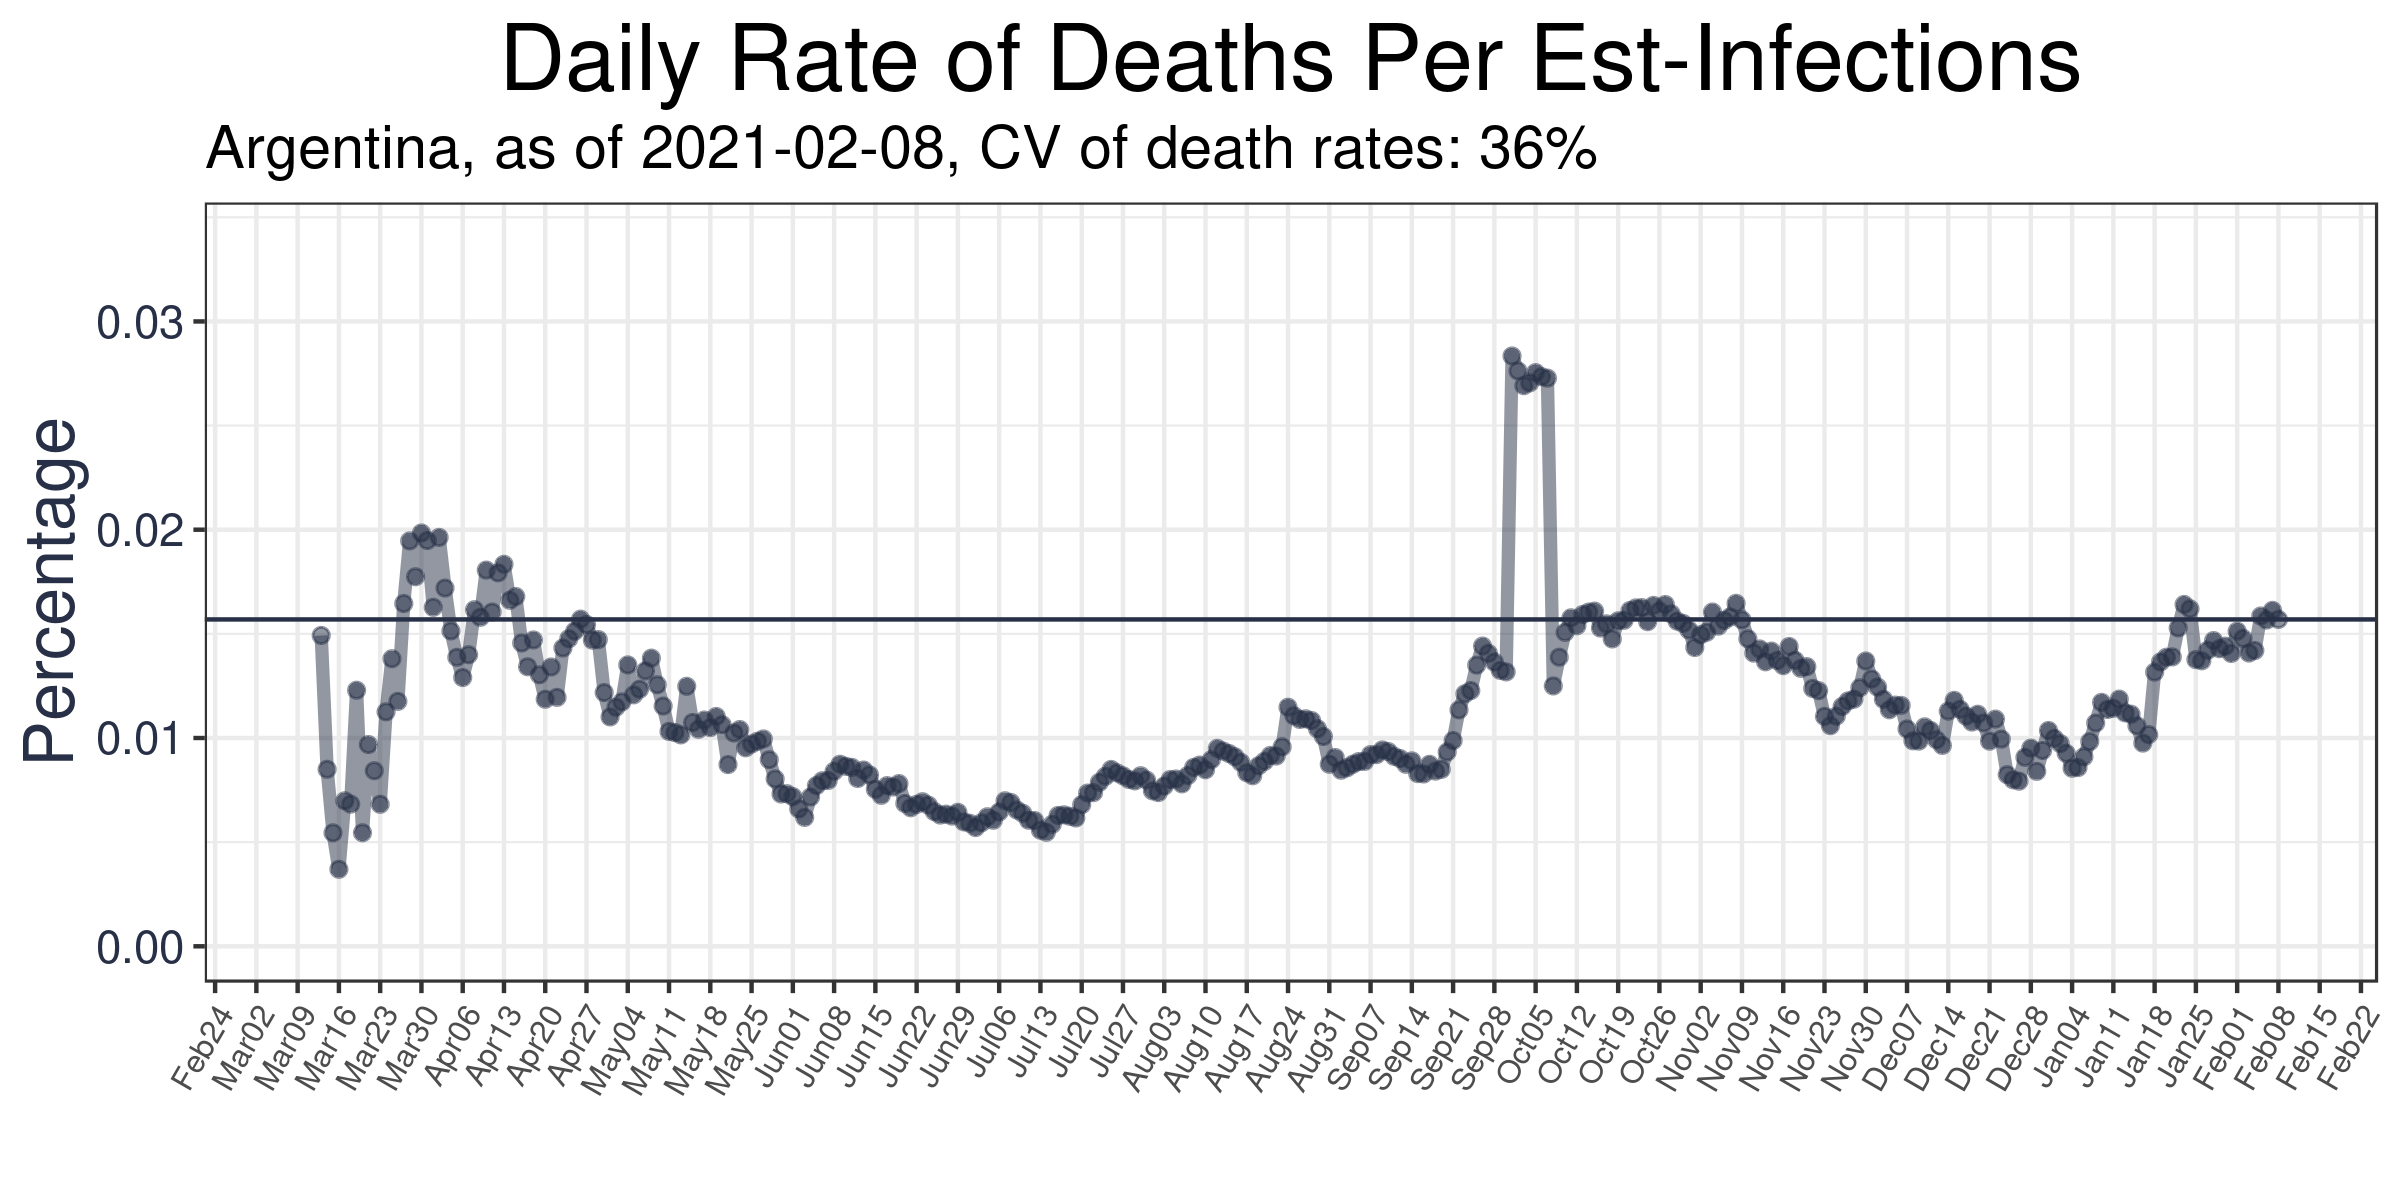 Daily Rate of Deaths Per Est-Infections
Argentina, as of 2021-02-08, CV of death rates: 36%
Percentage
0.03
0.02
0.01
0.00
Feb24
Mar02
Mar09
Mar16
Mar23
Mar30
Apr06
Apr13
Apr20
Apr27
May04
May11
May18
May25
Jun01
Jun08
Jun15
Jun22
Jun29
Jul06
Jul13
Jul20
Jul27
Aug03
Aug10
Aug17
Aug24
Aug31
Sep07
Sep14
Sep21
Sep28
Oct05
Oct12
Oct19
Oct26
Nov02
Nov09
Nov16
Nov23
Nov30
Dec07
Dec14
Dec21
Dec28
Jan04
Jan11
Jan18
Jan25
Feb01
Feb08
Feb15
Feb22